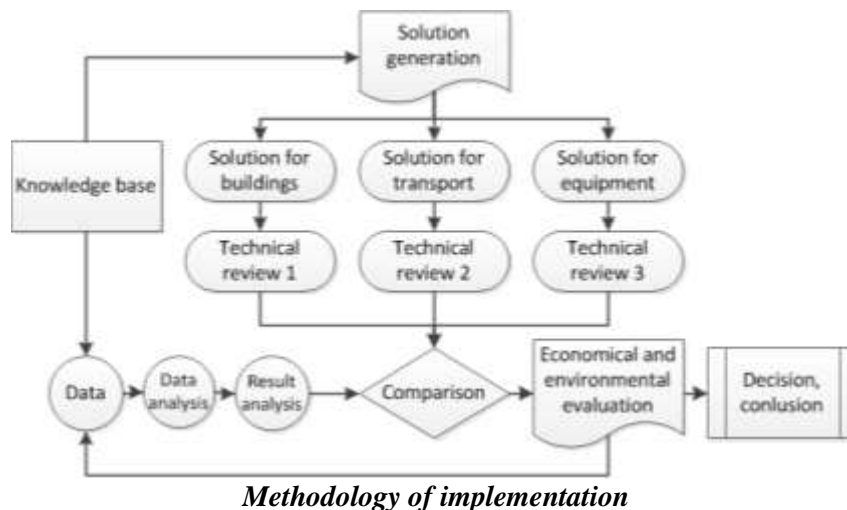 Solution
generation
Knowledge base
Solution for
buildings
Solution for
transport
Solution for
equipment
Technical
review 1
Technical
review 2
Technical
review 3
Data
Data
analysis
Result
analysis
Comparison
Economical and
environmental
evaluation
Decision,
conlusion
Methodology of implementation